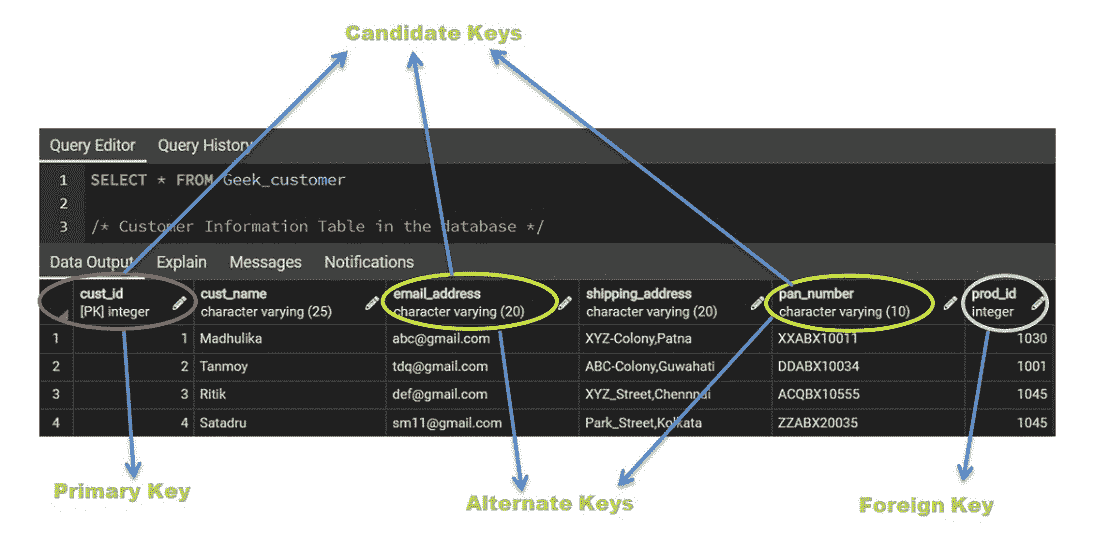 Candidate Keys
Query Editor Query History
1 SELECT * FROM Geek_customer
2
3 /* Customer Information Table in the database */
Data Output Explain Messages Notifications
cust_id cust_name email_address shipping_address pan_number prod_id
[PK] integer character varying (25) character varying (20) character varying (20) character varying (10) integer
1 1 Madhulika abc@gmail.com XYZ-Colony,Patna XXABX10011 1030
2 2 Tanmoy tdq@gmail.com ABC-Colony,Guwahati DDABX10034 1001
3 3 Ritik def@gmail.com XYZ_Street,Chennnai ACQBX10555 1045
4 4 Satadru sm11@gmail.com Park_Street,Kolkata ZZABX20035 1045
Primary Key Alternate Keys Foreign Key